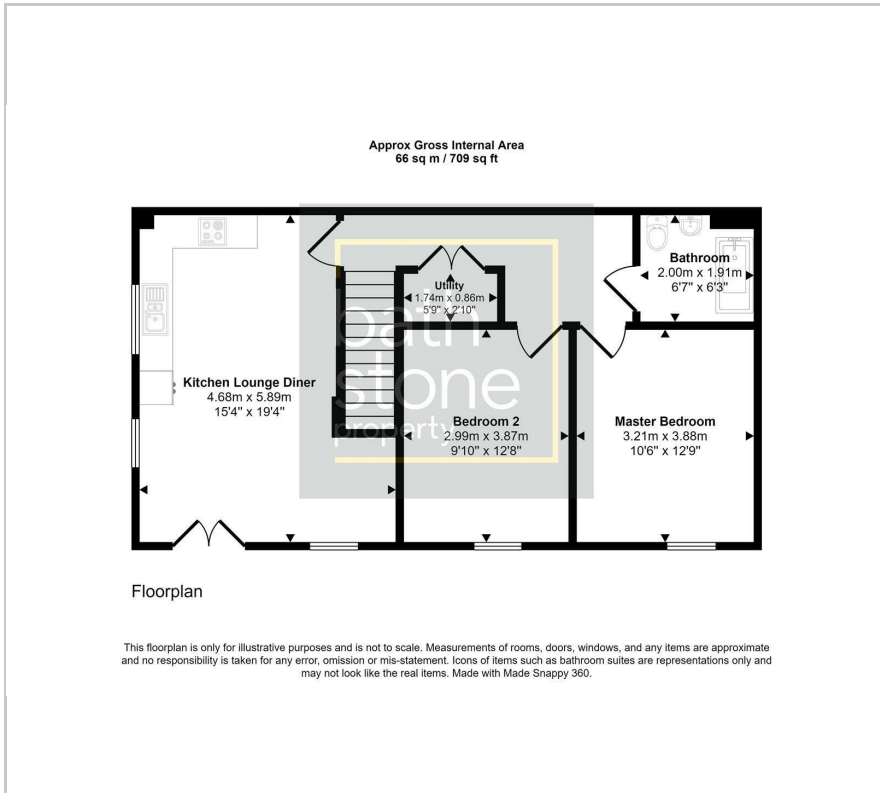 Approx Gross Internal Area
66 sq m / 709 sq ft
Bathroom
2.00m x 1.91m
6'7" x 6'3"
Utility
1.74m x 0.86m
5'9" x 2'10"
bath
stone
property
Kitchen Lounge Diner
4.68m x 5.89m
15'4" x 19'4"
Bedroom 2
2.99m x 3.87m
9'10" x 12'8"
Master Bedroom
3.21m x 3.88m
10'6" x 12'9"
Floorplan
This floorplan is only for illustrative purposes and is not to scale. Measurements of rooms, doors, windows, and any items are approximate
and no responsibility is taken for any error, omission or mis-statement. Icons of items such as bathroom suites are representations only and
may not look like the real items. Made with Made Snappy 360.